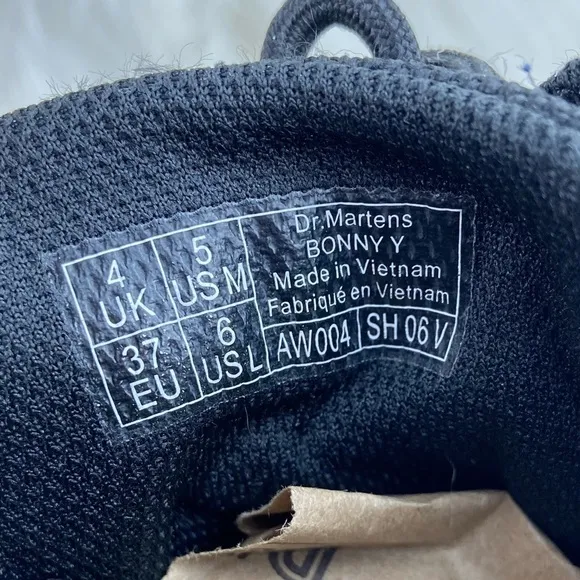 4 UK
5 US M
37 EU
6 US L
Dr.Martens
BONNY Y
Made in Vietnam
Fabriqué en Vietnam
AW004
SH 06 V